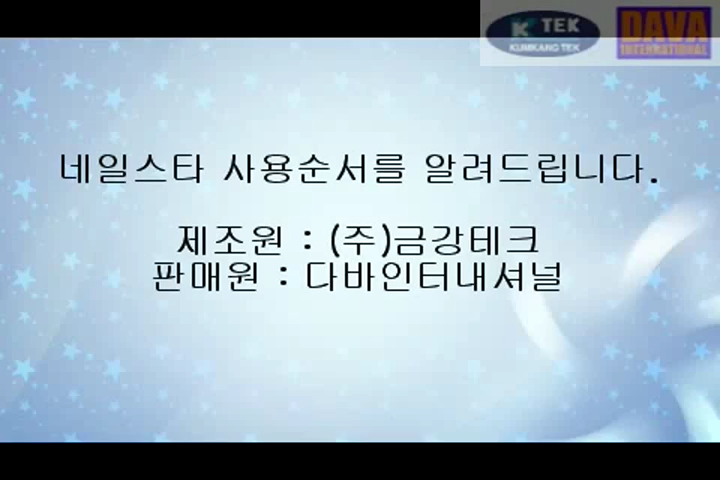 K TEK
KUMKANG TEK
DAVA
INTERNATIONAL
네일스타 사용순서를 알려드립니다.
제조원 : (주)금강테크
판매원 : 다바인터내셔널